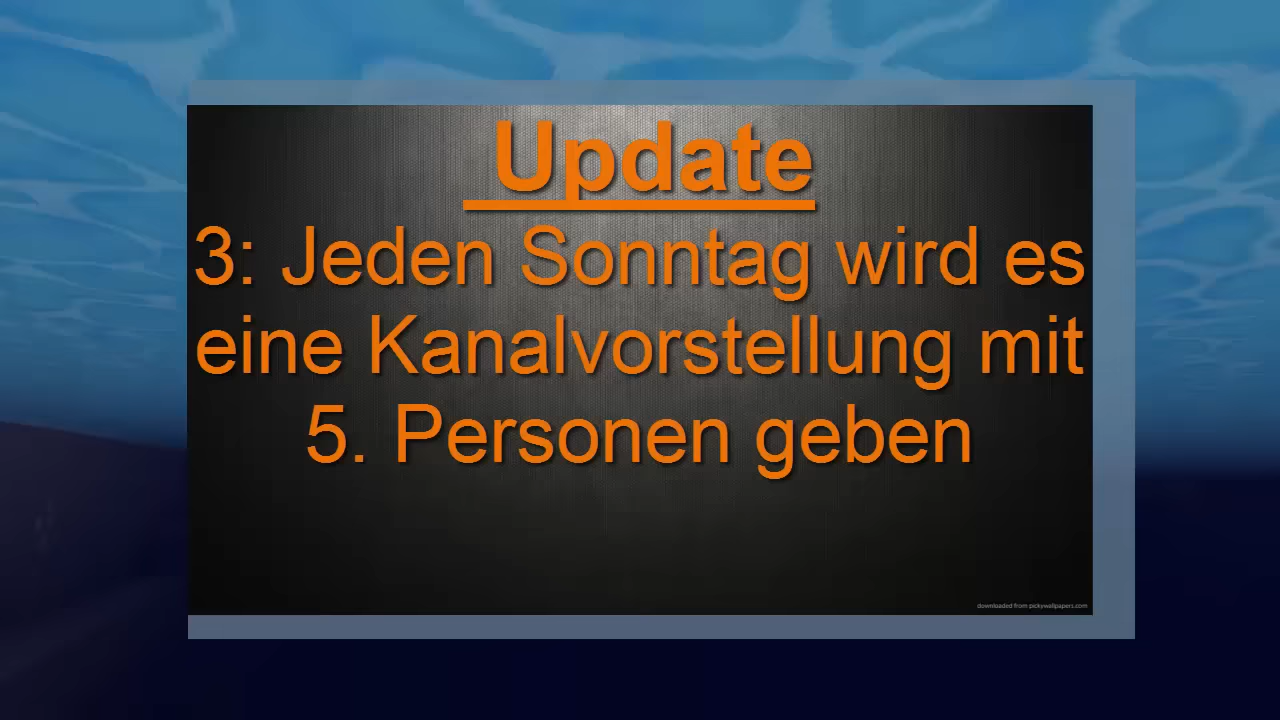 Update
3: Jeden Sonntag wird es
eine Kanalvorstellung mit
5. Personen geben
downloaded from pickywallpapers.com